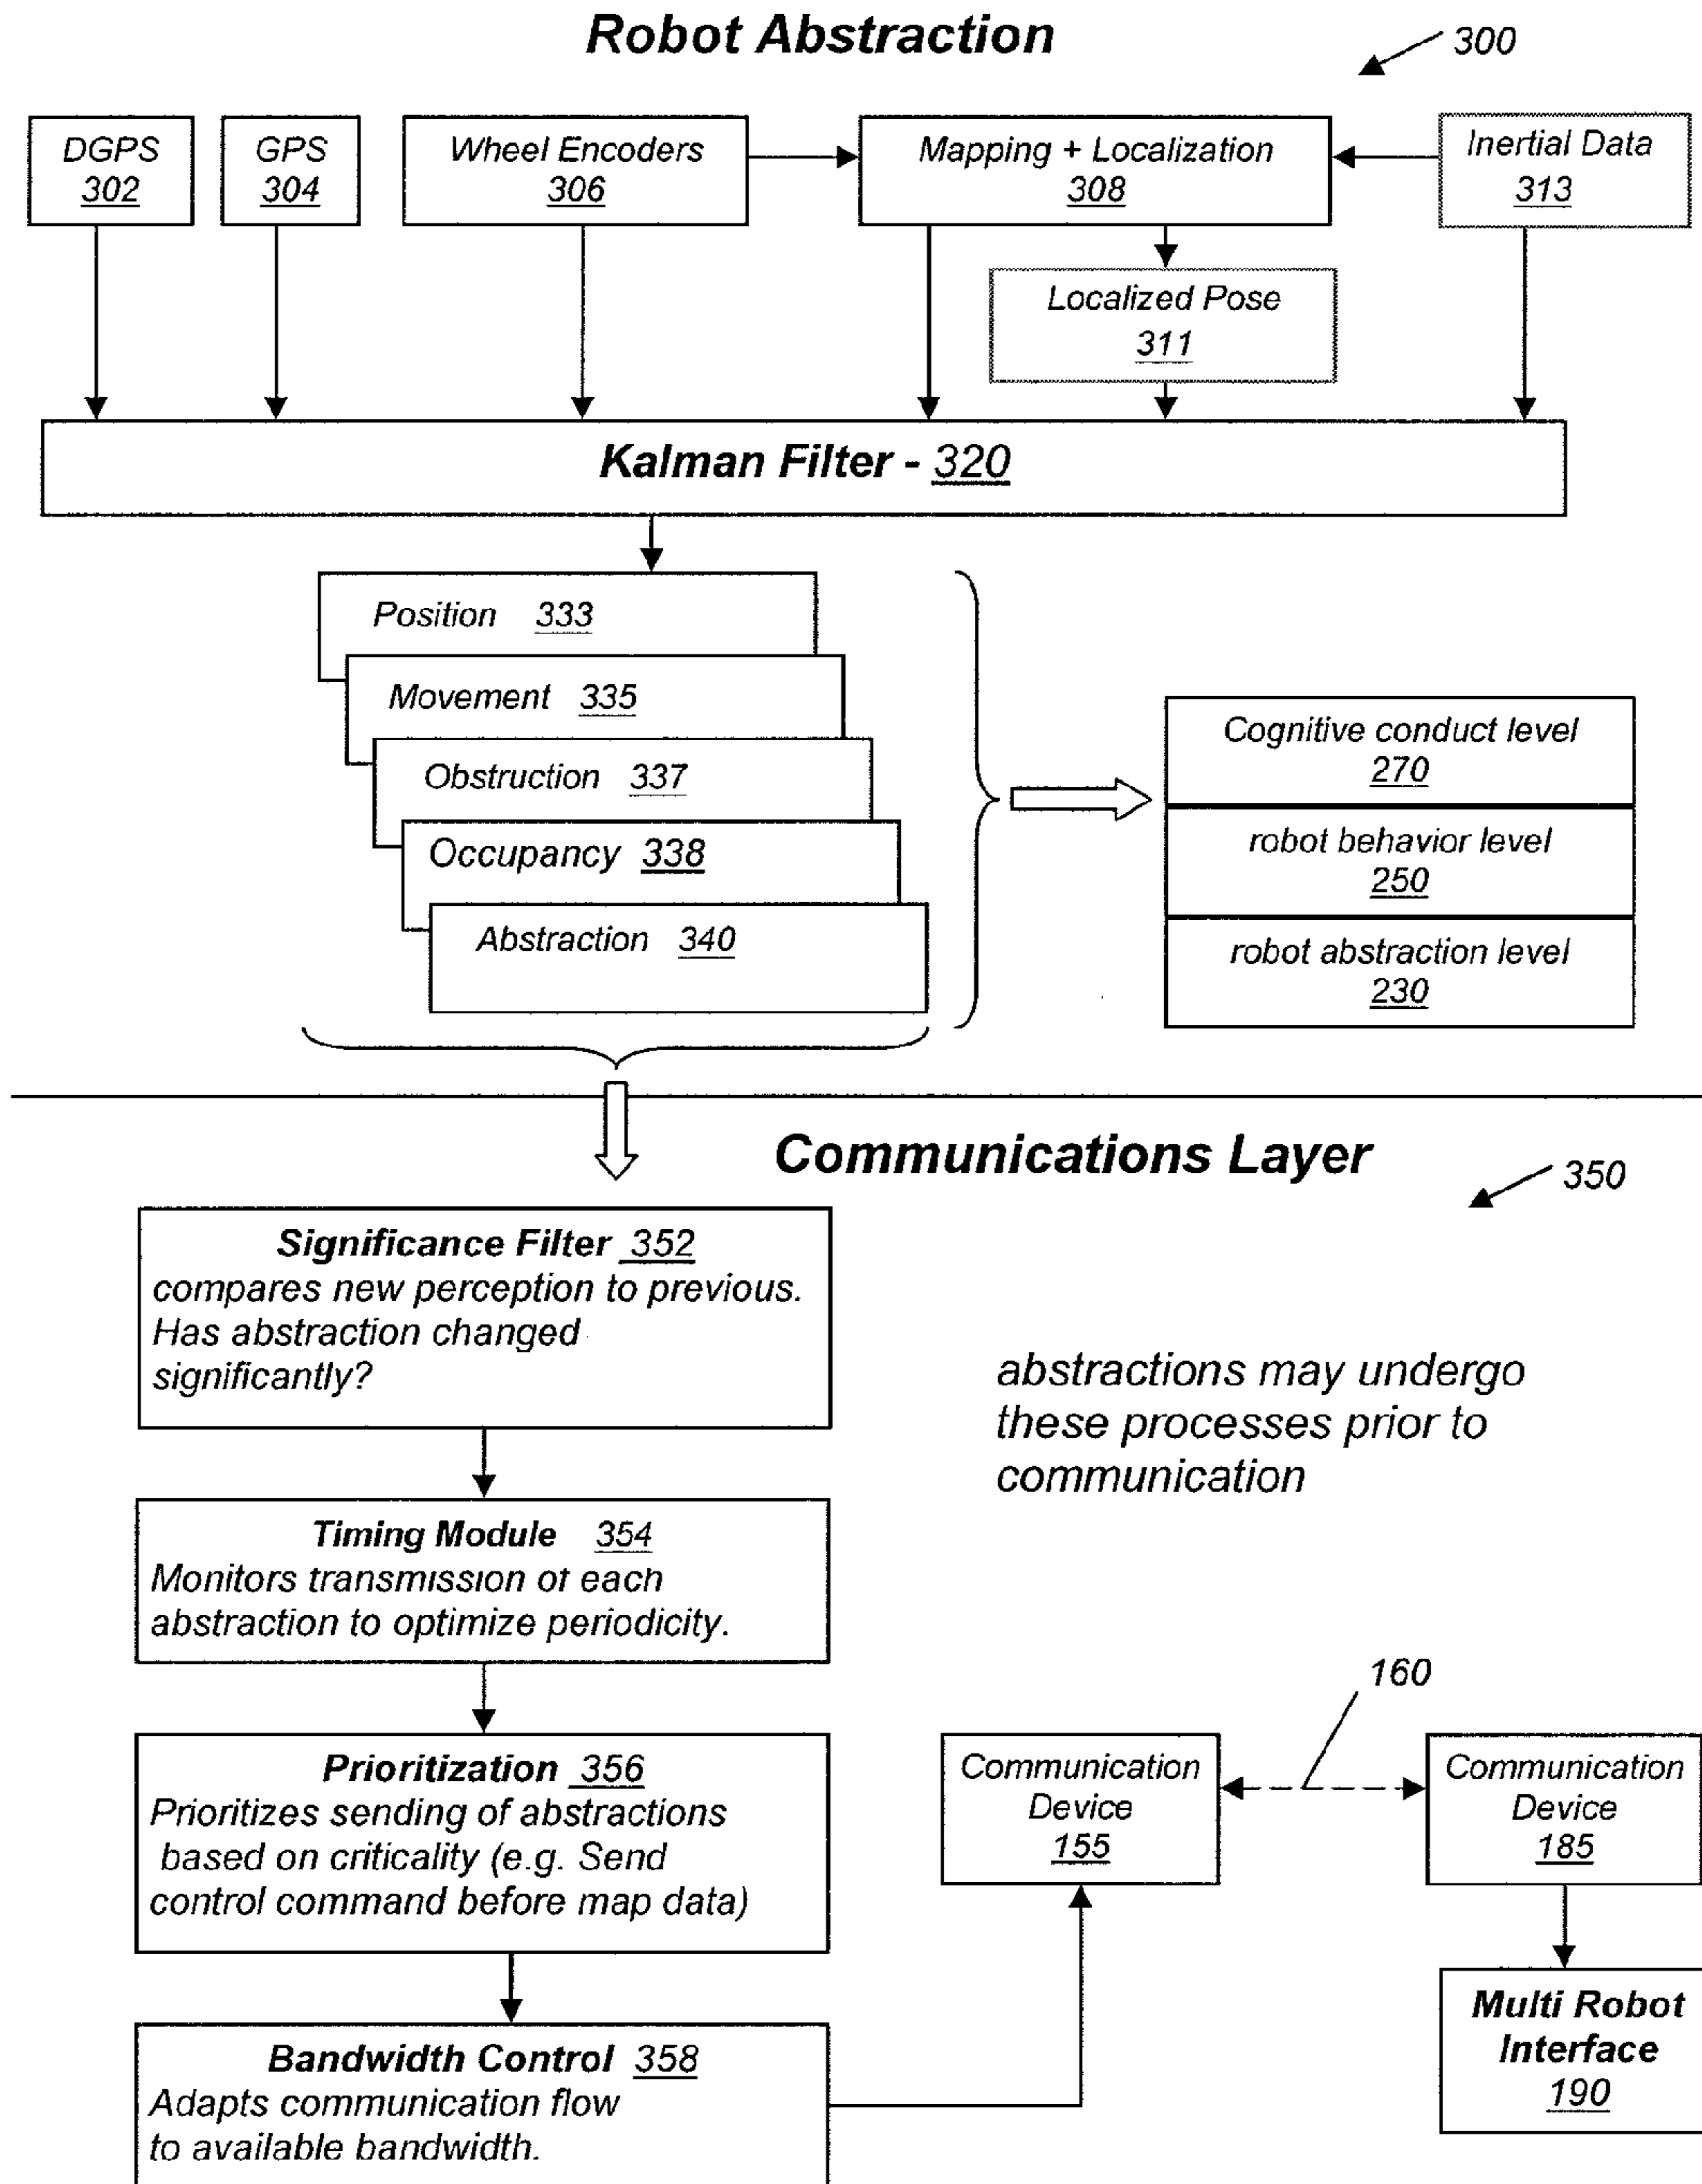 Robot Abstraction
300
DGPS
302
GPS
304
Wheel Encoders
306
Mapping + Localization
308
Inertial Data
313
Localized Pose
311
Kalman Filter - 320
Position 333
Movement 335
Obstruction 337
Occupancy 338
Abstraction 340
Cognitive conduct level
270
robot behavior level
250
robot abstraction level
230
Communications Layer
350
Significance Filter 352
compares new perception to previous.
Has abstraction changed
significantly?
abstractions may undergo
these processes prior to
communication
Timing Module 354
Monitors transmission of each
abstraction to optimize periodicity.
160
Prioritization 356
Prioritizes sending of abstractions
based on criticality (e.g. Send
control command before map data)
Communication
Device
155
Communication
Device
185
Bandwidth Control 358
Adapts communication flow
to available bandwidth.
Multi Robot
Interface
190